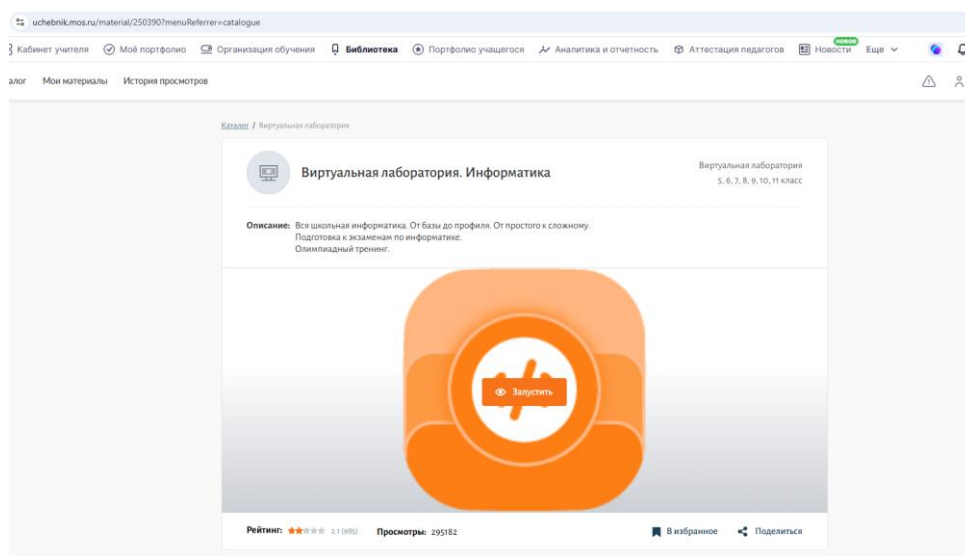 uchebnik.mos.ru/material/250390?menuReferrer=catalogue
Кабинет учителя Моё портфолио Организация обучения Библиотека Портфолио учащегося Аналитика и отчетность Аттестация педагогов Новости НОВОЕ Еще
алог Мои материалы История просмотров
Каталог / Виртуальная лаборатория
Виртуальная лаборатория. Информатика
Виртуальная лаборатория
5, 6, 7, 8, 9, 10, 11 класс
Описание: Вся школьная информатика. От базы до профиля. От простого к сложному.
Подготовка к экзаменам по информатике.
Олимпиадный тренинг.
Запустить
Рейтинг: 2.1 (985) Просмотры: 295182 В избранное Поделиться